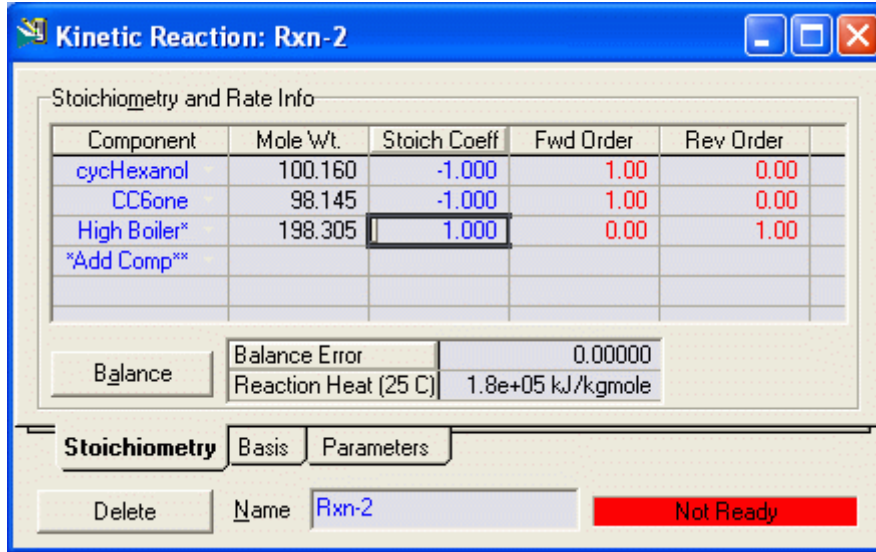 Kinetic Reaction: Rxn-2
Stoichiometry and Rate Info
Component Mole Wt. Stoich Coeff Fwd Order Rev Order
cycHexanol 100.160 -1.000 1.00 0.00
CC6one 98.145 -1.000 1.00 0.00
High Boiler* 198.305 1.000 0.00 1.00
*Add Comp**
Balance
Balance Error 0.00000
Reaction Heat (25 C) 1.8e+05 kJ/kgmole
Stoichiometry Basis Parameters
Delete Name Rxn-2 Not Ready